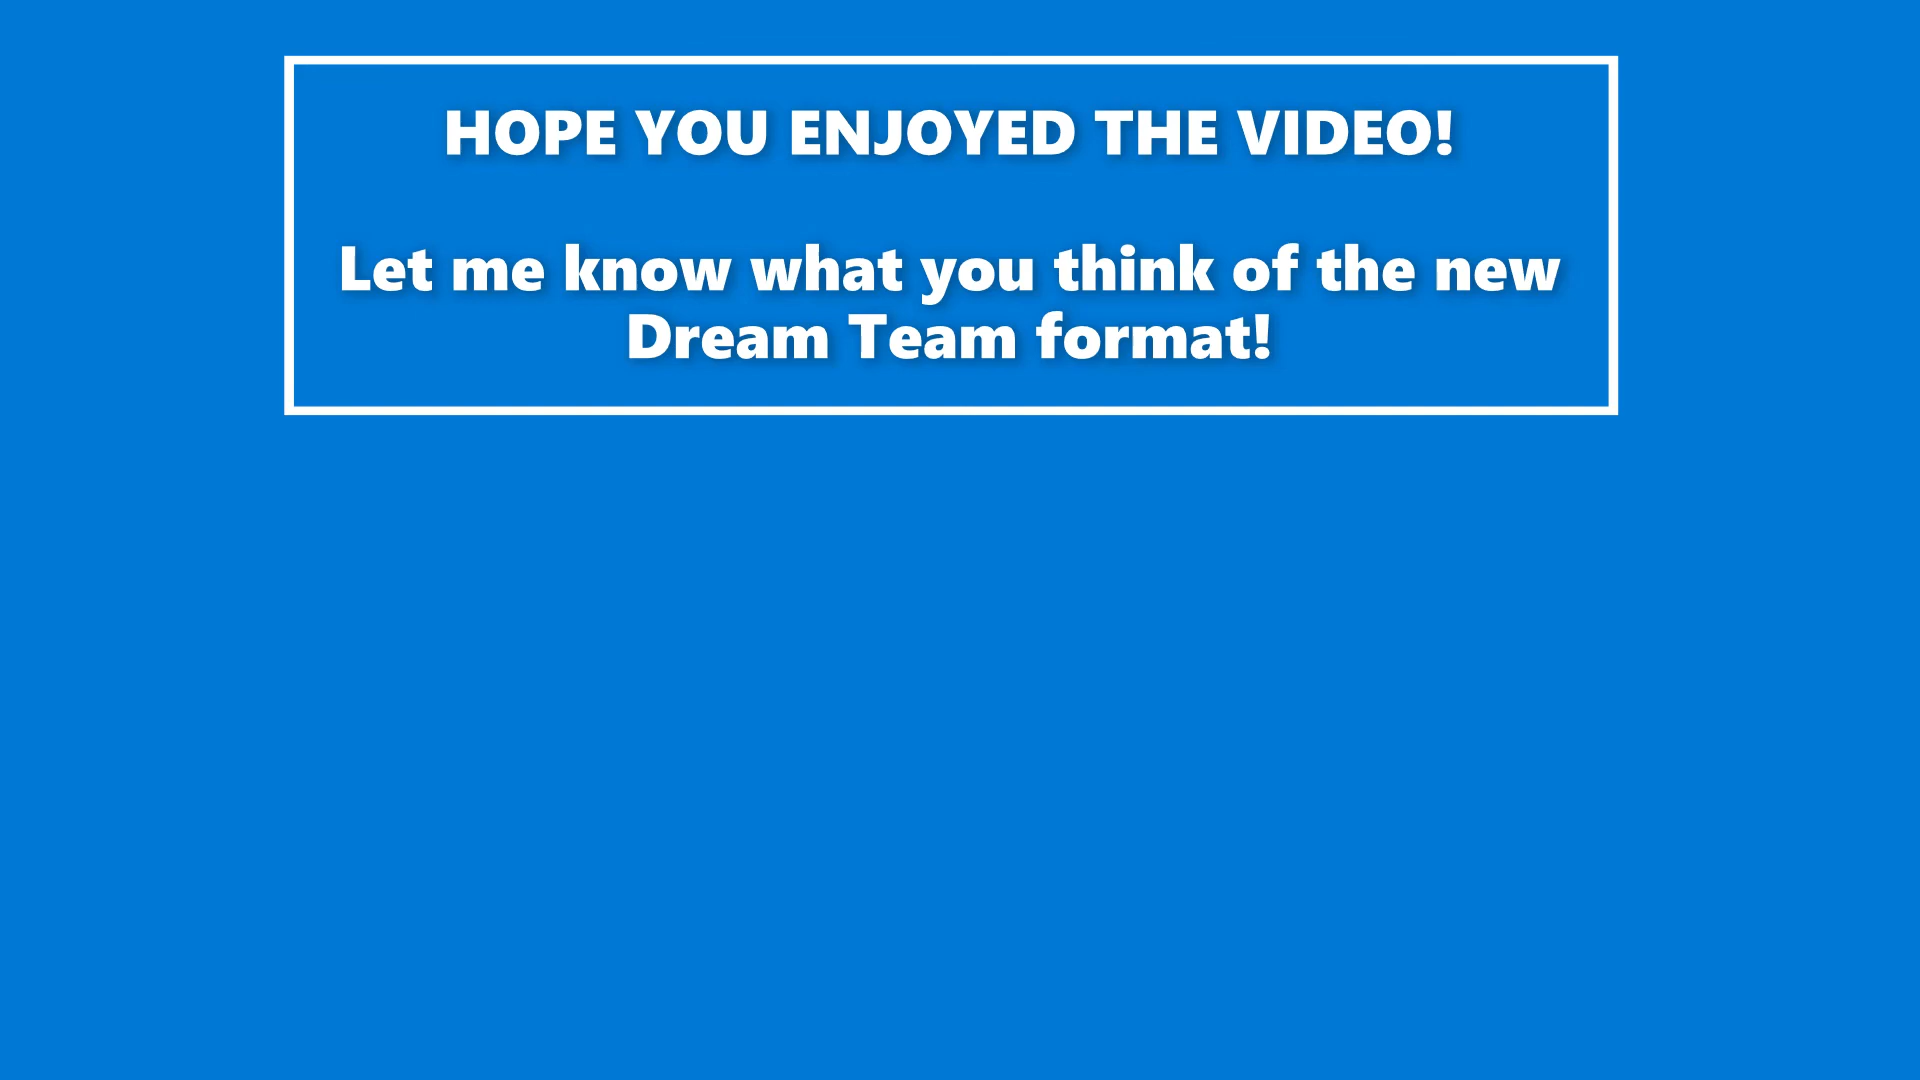 HOPE YOU ENJOYED THE VIDEO!
Let me know what you think of the new
Dream Team format!